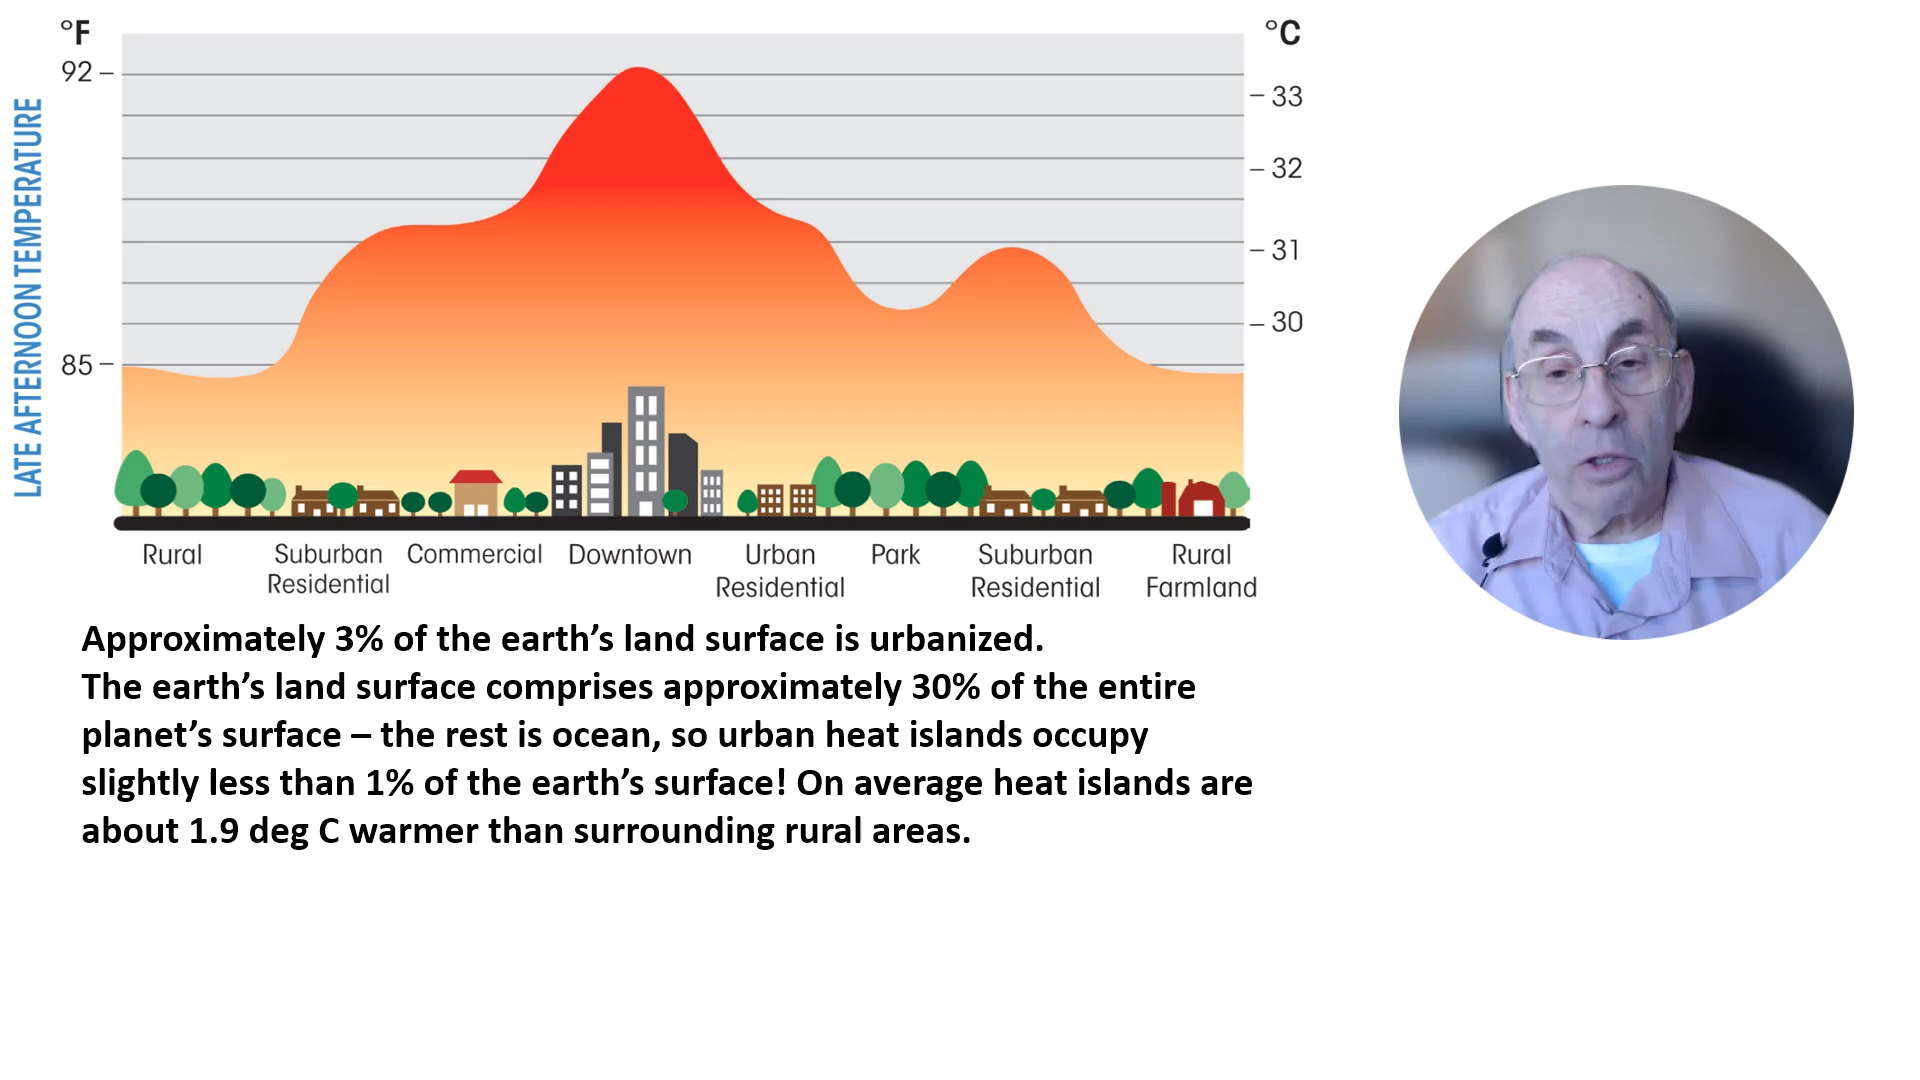 °F
°C
92
33
32
31
30
85
LATE AFTERNOON TEMPERATURE
Rural
Suburban
Residential
Commercial
Downtown
Urban
Residential
Park
Suburban
Residential
Rural
Farmland
Approximately 3% of the earth’s land surface is urbanized.
The earth’s land surface comprises approximately 30% of the entire
planet’s surface – the rest is ocean, so urban heat islands occupy
slightly less than 1% of the earth’s surface! On average heat islands are
about 1.9 deg C warmer than surrounding rural areas.